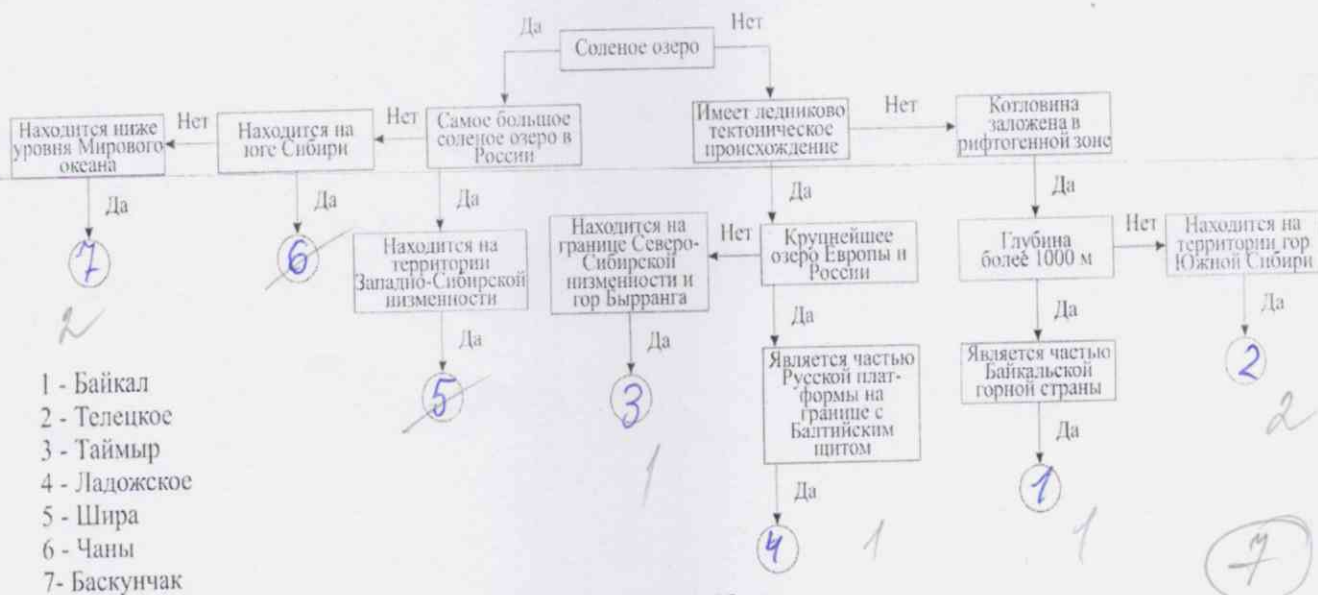 Да
Нет
Соленое озеро
Находится ниже
уровня Мирового
океана
Нет
Находится на
юге Сибири
Нет
Самое большое
соленое озеро в
России
Имеет ледниково
тектоническое
происхождение
Нет
Котловина
заложена в
рифтогенной зоне
Да
Да
Да
Да
Да
7
6
Находится на
территории
Западно-Сибирской
низменности
Находится на
границе Северо-
Сибирской
низменности и
гор Бырранга
Нет
Крупнейшее
озеро Европы и
России
Глубина
более 1000 м
Нет
Находится на
территории гор
Южной Сибири
2
Да
Да
Да
Да
Да
5
3
Является частью
Русской плат-
формы на
границе с
Балтийским
щитом
Является частью
Байкальской
горной страны
2
2
1
Да
Да
4
1
1
1
7
1 - Байкал
2 - Телецкое
3 - Таймыр
4 - Ладожское
5 - Шира
6 - Чаны
7- Баскунчак